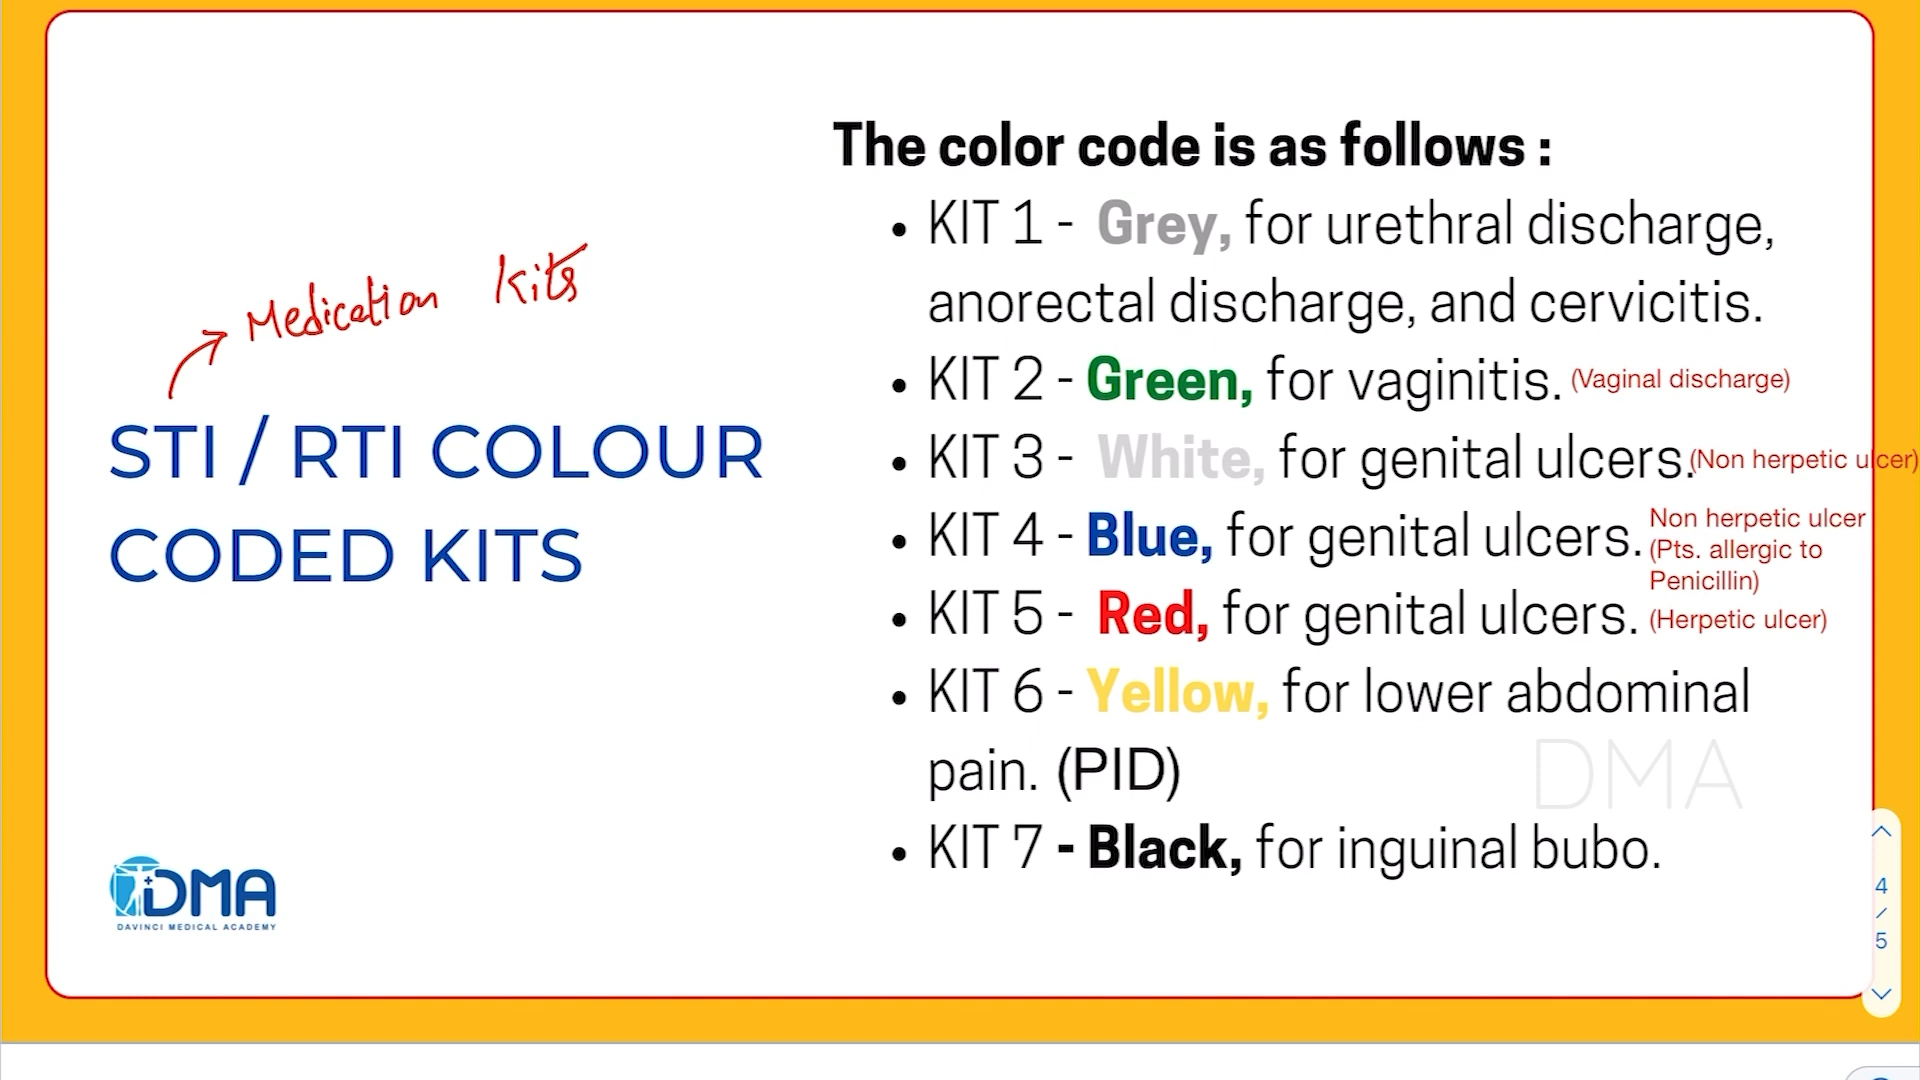 Medication Kits
STI / RTI COLOUR
CODED KITS
The color code is as follows :
• KIT 1 - Grey, for urethral discharge,
anorectal discharge, and cervicitis.
• KIT 2 - Green, for vaginitis. (Vaginal discharge)
• KIT 3 - White, for genital ulcers. (Non herpetic ulcer)
• KIT 4 - Blue, for genital ulcers. Non herpetic ulcer
(Pts. allergic to
Penicillin)
• KIT 5 - Red, for genital ulcers. (Herpetic ulcer)
• KIT 6 - Yellow, for lower abdominal
pain. (PID)
• KIT 7 - Black, for inguinal bubo.
DMA
DMA
DAVINCI MEDICAL ACADEMY
4
/
5